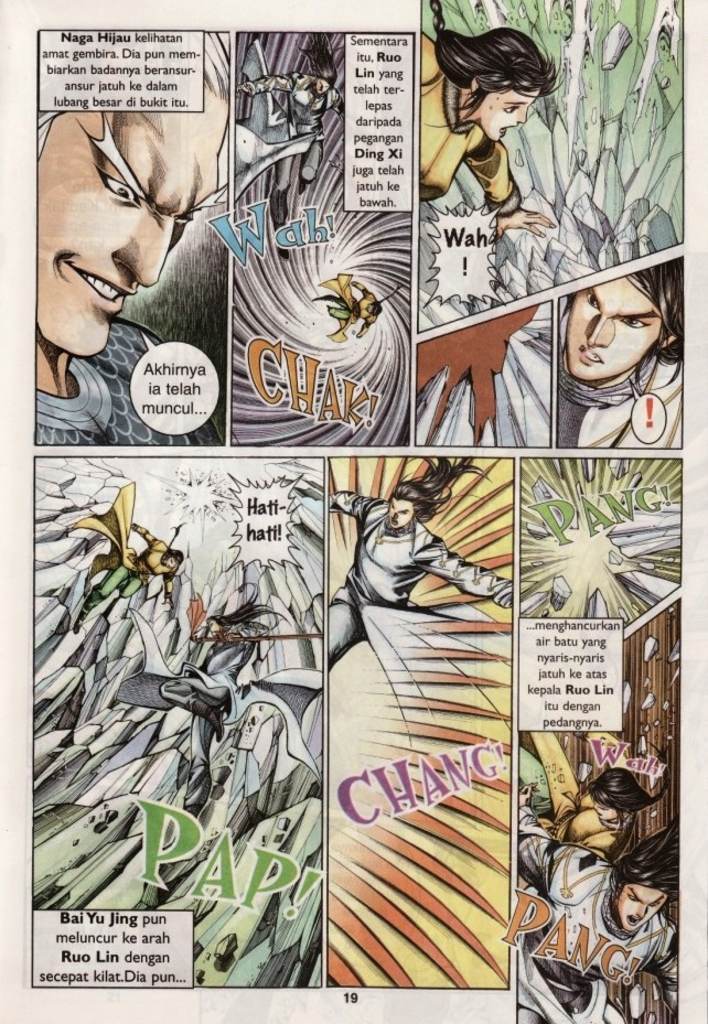 Naga Hijau kelihatan
amat gembira. Dia pun mem-
biarkan badannya beransur-
ansur jatuh ke dalam
lubang besar di bukit itu.
Akhirnya
ia telah
muncul...
Sementara
itu, Ruo
Lin yang
telah ter-
lepas
daripada
pegangan
Ding Xi
juga telah
jatuh ke
bawah.
Wah!
CHAK!
Wah
!
!
Hati-
hati!
PAP!
Bai Yu Jing pun
meluncur ke arah
Ruo Lin dengan
secepat kilat.Dia pun...
CHANG!
PANG!
...menghancurkan
air batu yang
nyaris-nyaris
jatuh ke atas
kepala Ruo Lin
itu dengan
pedangnya.
Wah!
PANG!
19